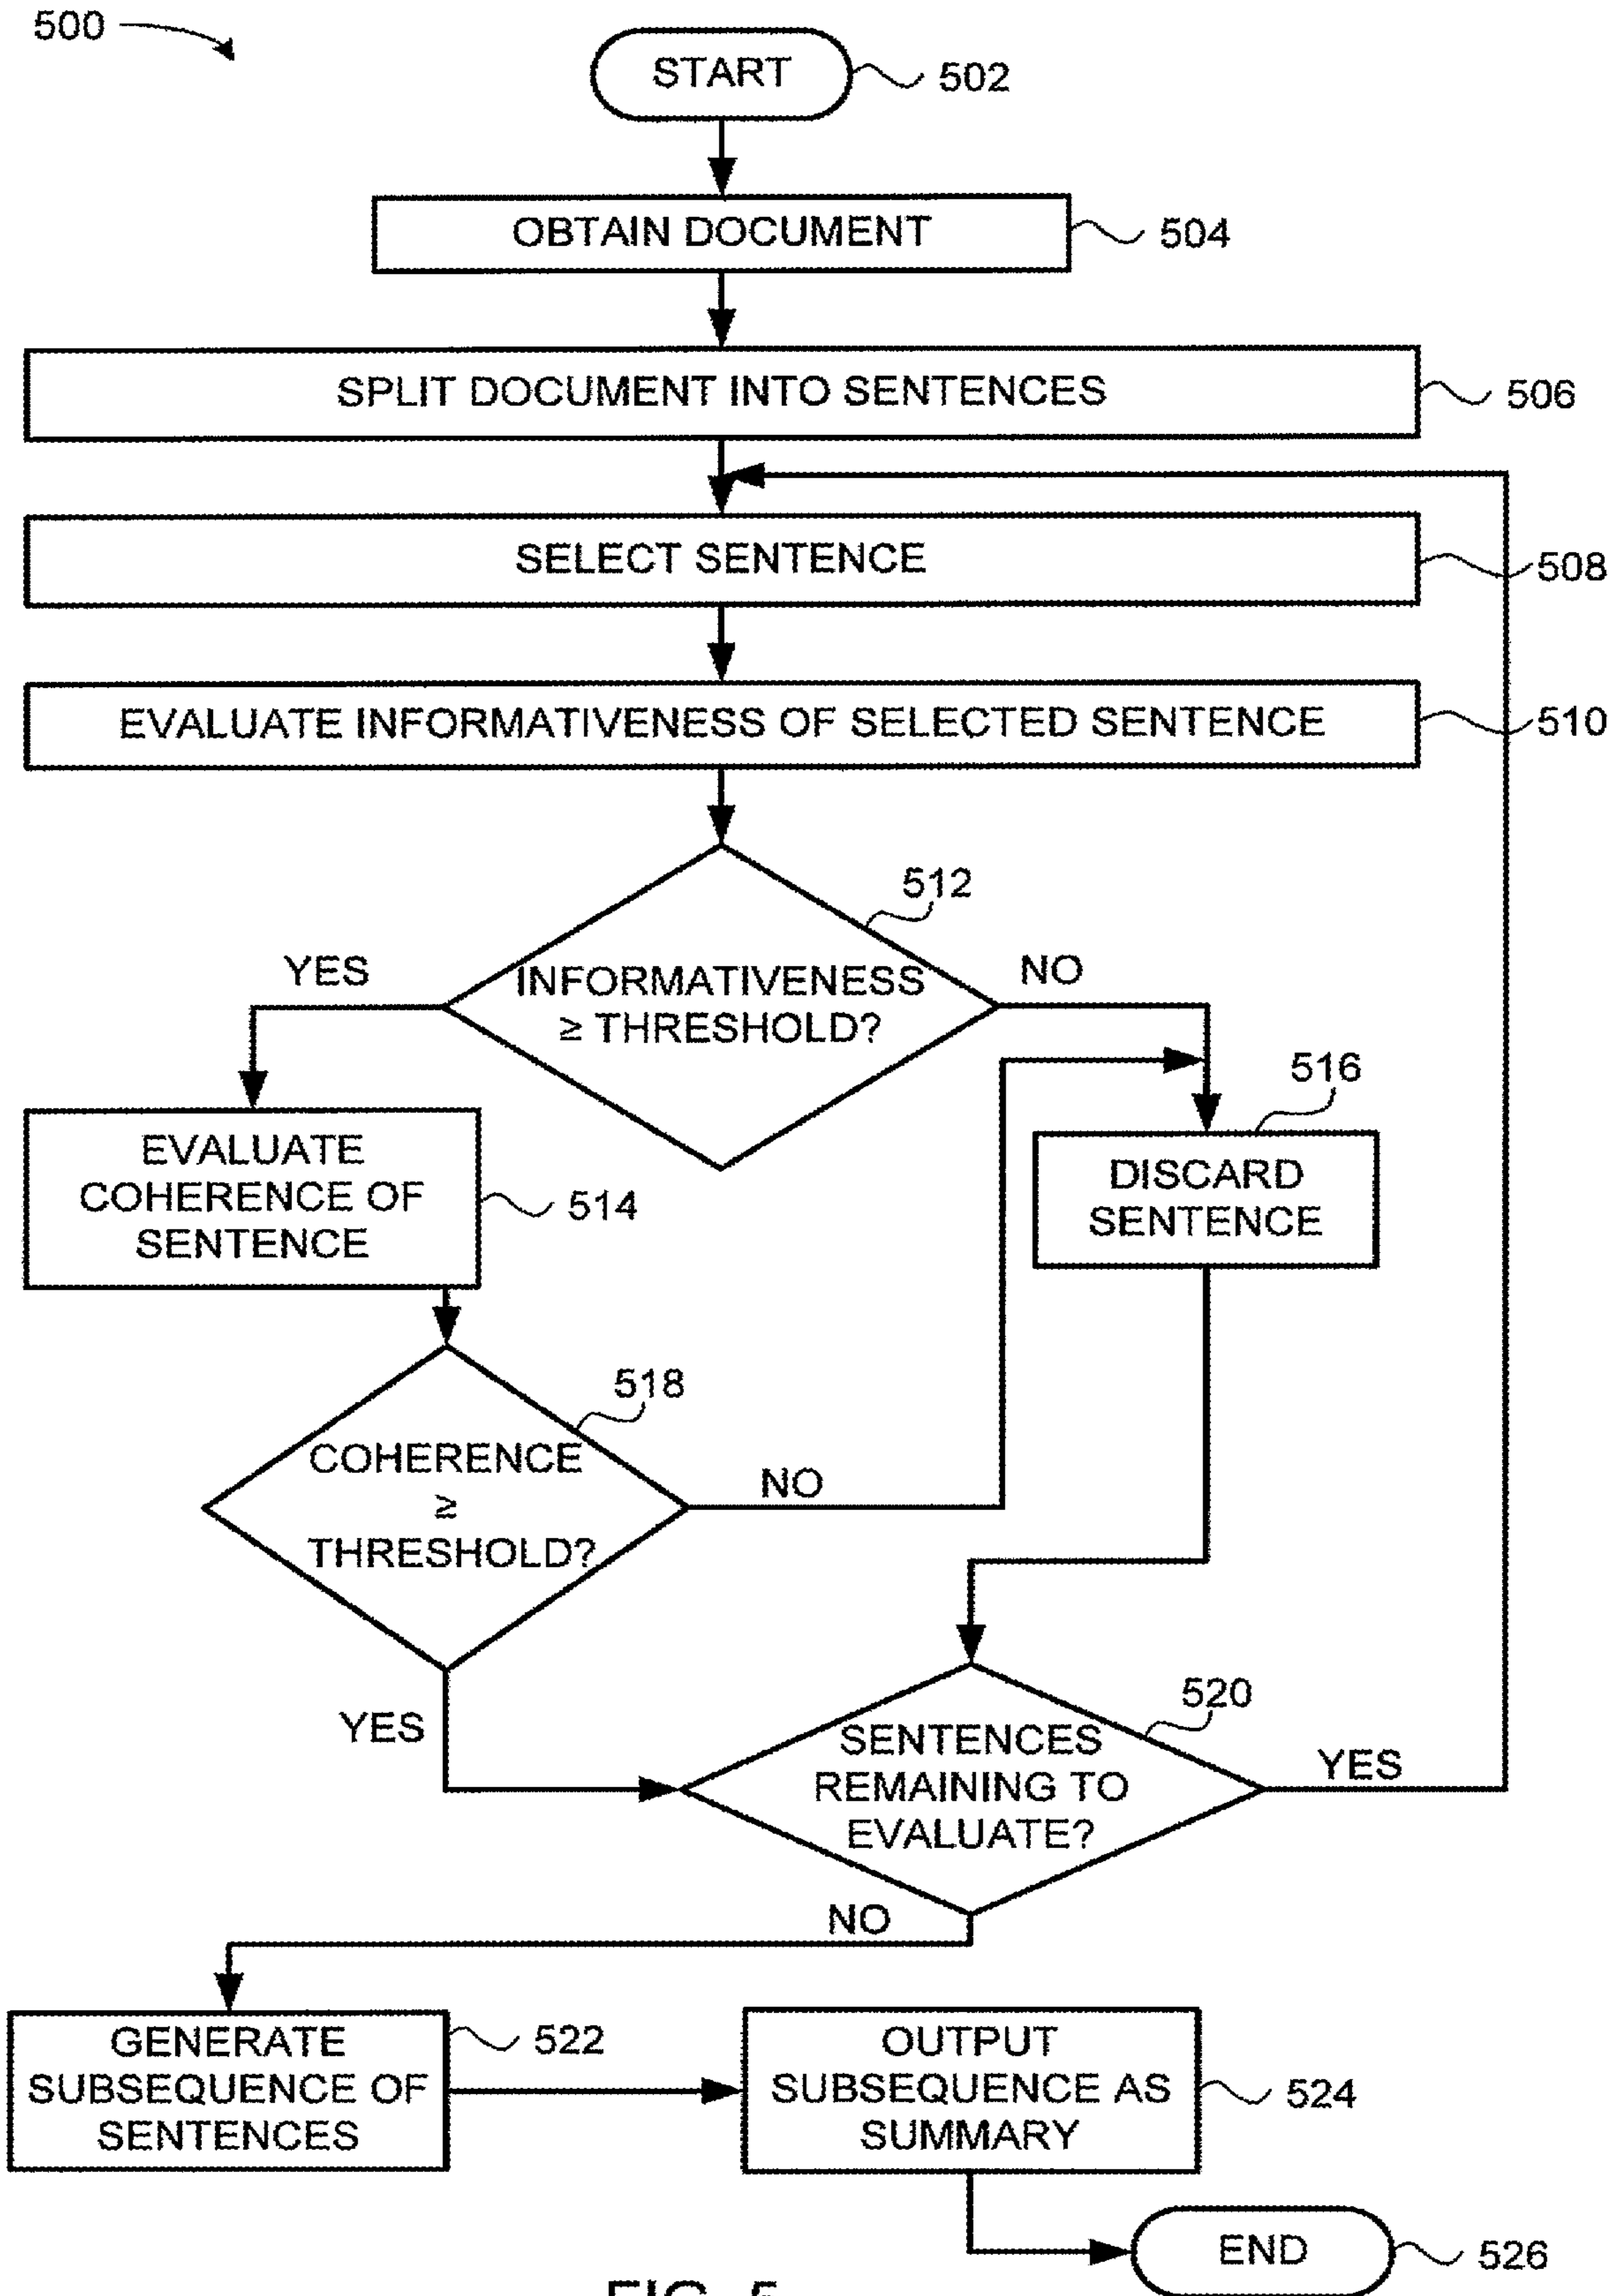 500
START
502
OBTAIN DOCUMENT
504
SPLIT DOCUMENT INTO SENTENCES
506
SELECT SENTENCE
508
EVALUATE INFORMATIVENESS OF SELECTED SENTENCE
510
512
YES
INFORMATIVENESS
≥ THRESHOLD?
NO
516
EVALUATE
COHERENCE OF
SENTENCE
514
DISCARD
SENTENCE
518
COHERENCE
≥
THRESHOLD?
NO
YES
520
SENTENCES
REMAINING TO
EVALUATE?
YES
NO
GENERATE
SUBSEQUENCE OF
SENTENCES
522
OUTPUT
SUBSEQUENCE AS
SUMMARY
524
END
526
FIG. 5